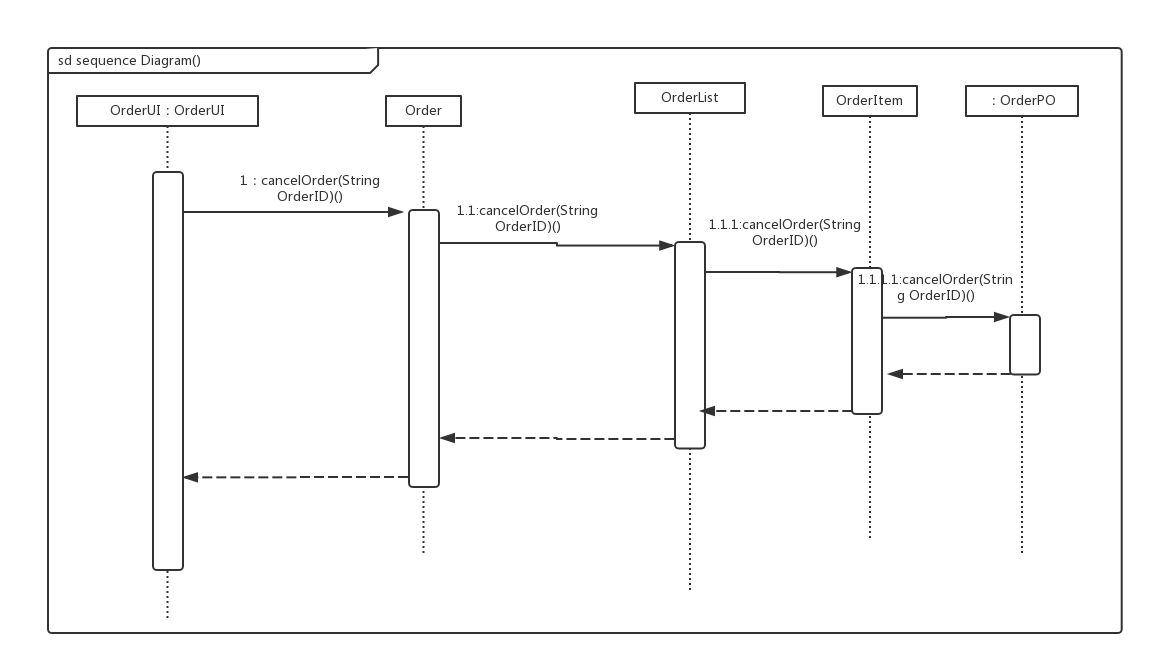 sd sequence Diagram()
OrderUI : OrderUI
Order
OrderList
OrderItem
: OrderPO
1 : cancelOrder(String
OrderID)()
1.1:cancelOrder(String
OrderID)()
1.1.1:cancelOrder(String
OrderID)()
1.1.1.1:cancelOrder(Strin
g OrderID)()